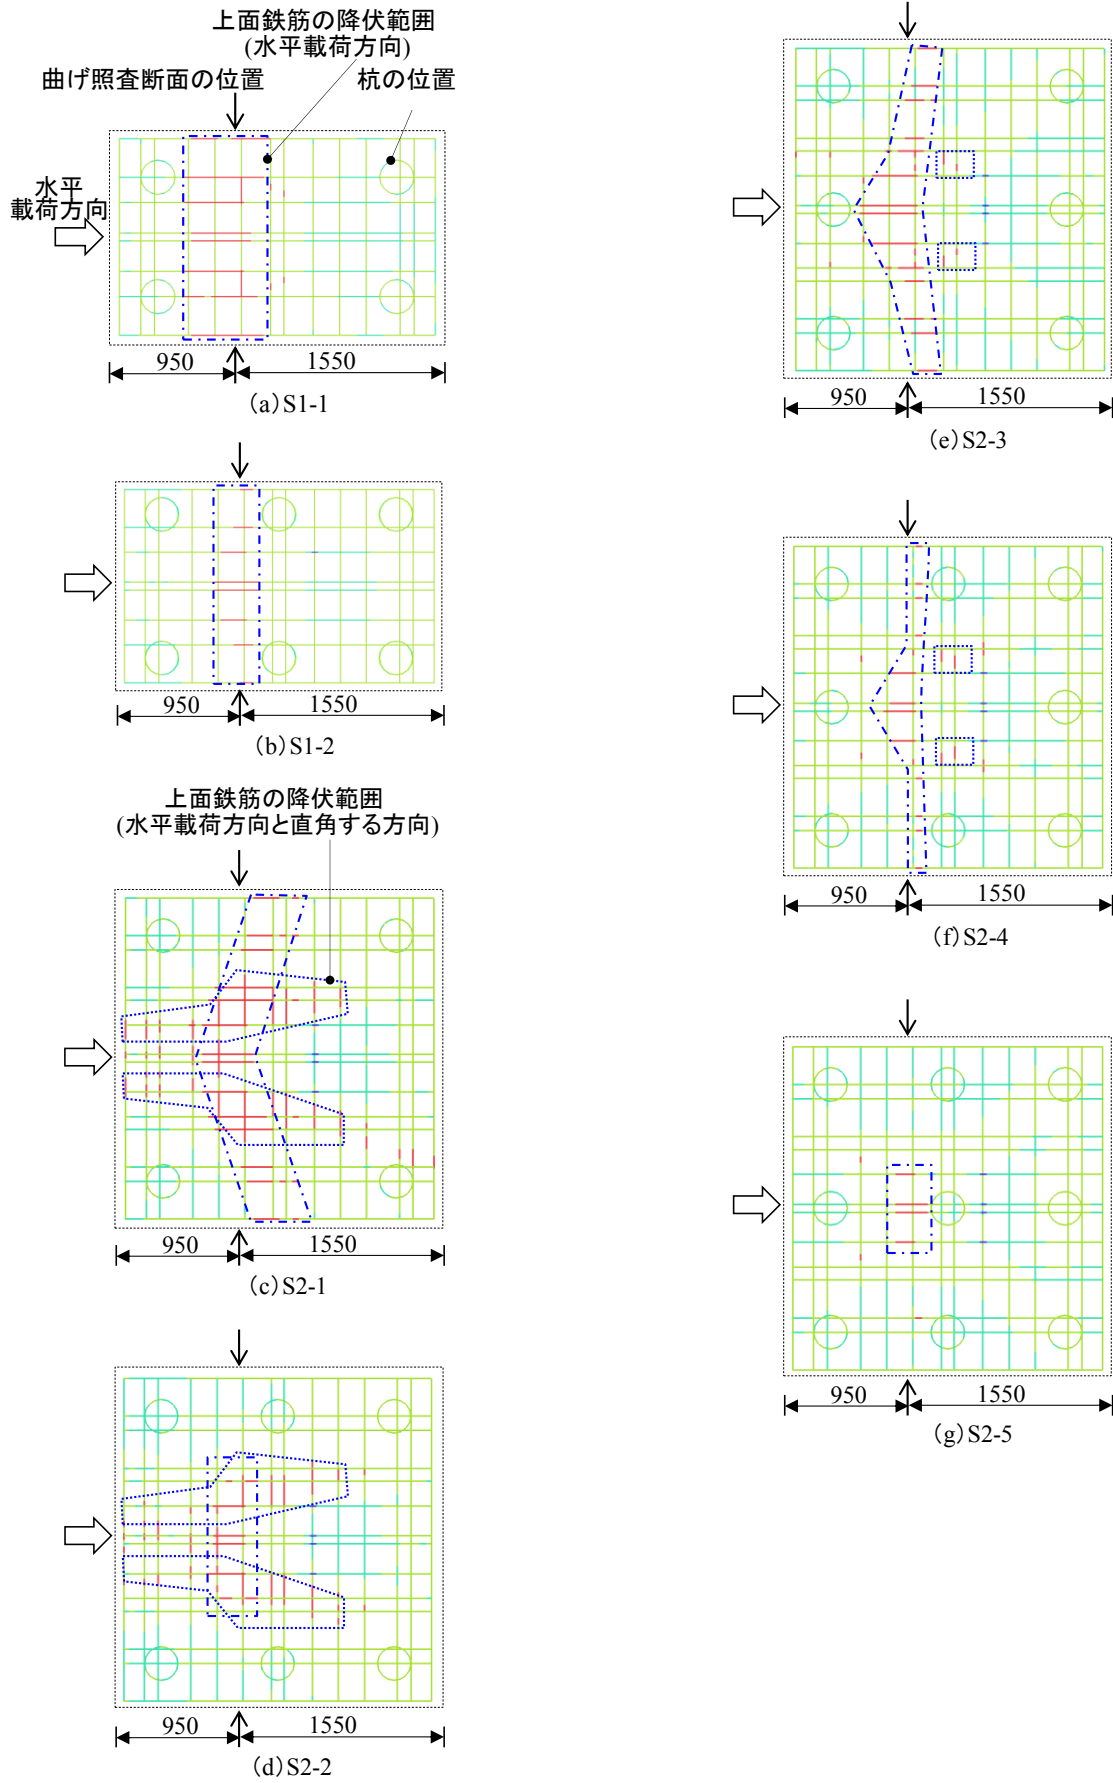 上面鉄筋の降伏範囲
(水平載荷方向)
曲げ照査断面の位置
杭の位置
水平
載荷方向
950
1550
(a)S1-1
950
1550
(b)S1-2
上面鉄筋の降伏範囲
(水平載荷方向と直角する方向)
950
1550
(c)S2-1
950
1550
(d)S2-2
950
1550
(e)S2-3
950
1550
(f)S2-4
950
1550
(g)S2-5